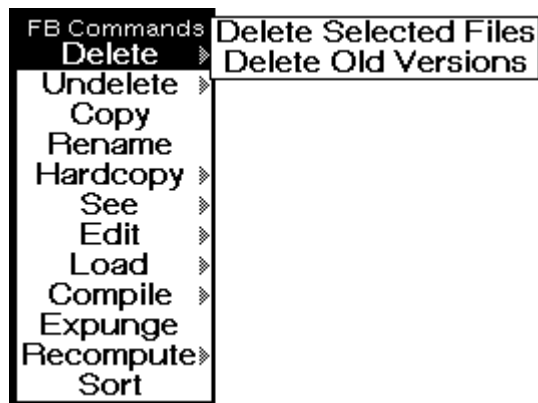 FB Commands
Delete
Delete Selected Files
Delete Old Versions
Undelete
Copy
Rename
Hardcopy
See
Edit
Load
Compile
Expunge
Recompute
Sort